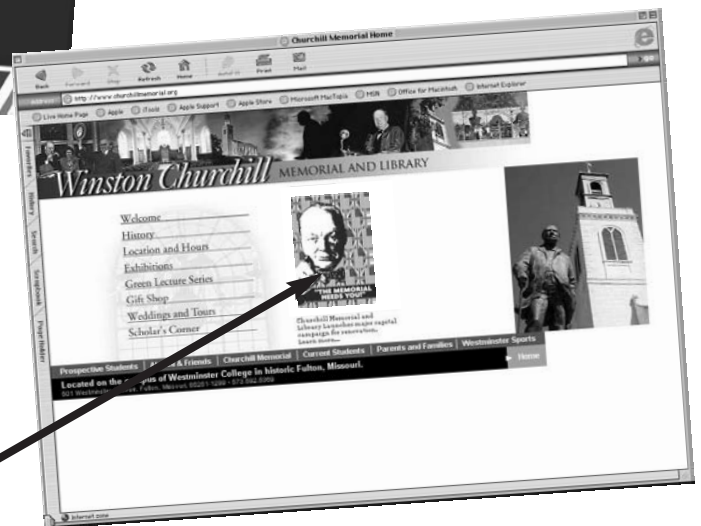 Churchill Memorial Home
Back Forward Stop Refresh Home AutoFill Print Mail
Address http://www.churchillmemorial.org go
Live Home Page Apple iTools Apple Support Apple Store Microsoft MacTopia MSN Office for Macintosh Internet Explorer
Favorites
History
Search
Scrapbook
Page Holder
Winston Churchill MEMORIAL AND LIBRARY
Welcome
History
Location and Hours
Exhibitions
Green Lecture Series
Gift Shop
Weddings and Tours
Scholar's Corner
"THE MEMORIAL
NEEDS YOU!"
Churchill Memorial and
Library Launches major capital
campaign for renovation.
Learn more...
Prospective Students & Friends Churchill Memorial Current Students Parents and Families Westminster Sports
Located on the campus of Westminster College in historic Fulton, Missouri.
Home
Internet zone